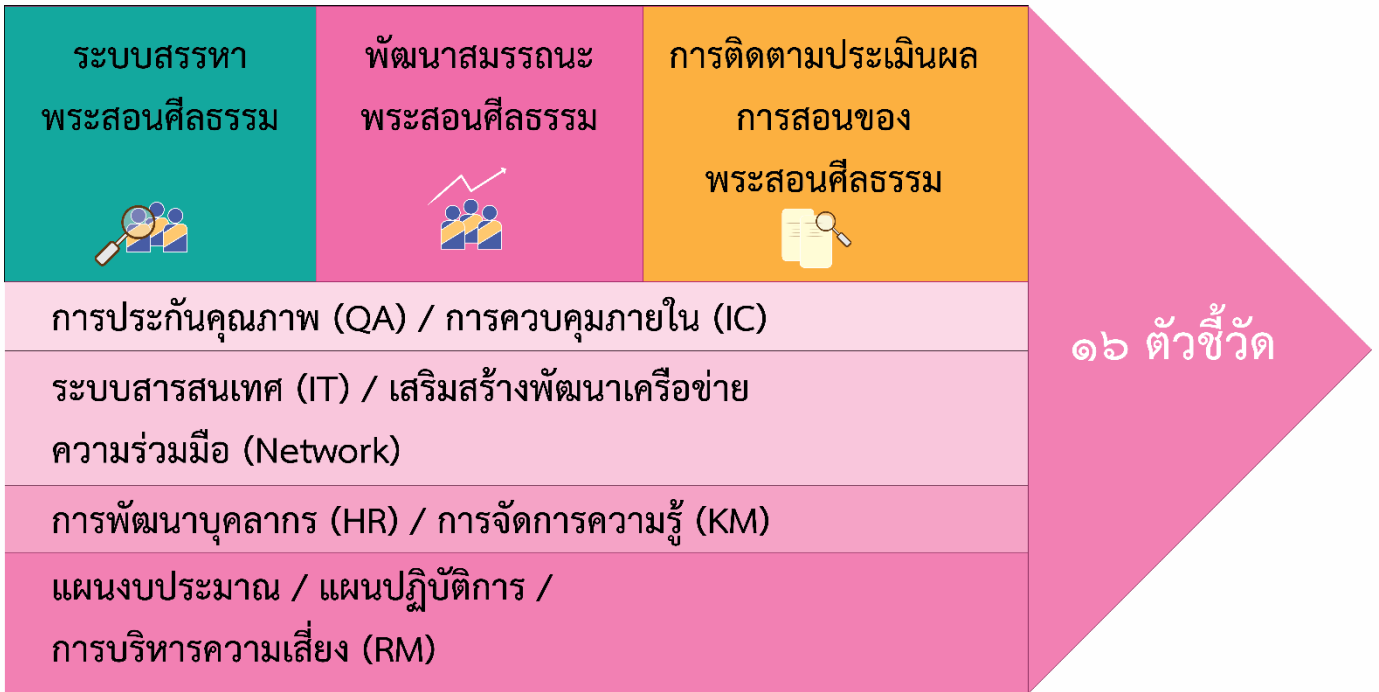 ระบบสรรหา
พระสอนศีลธรรม
พัฒนาสมรรถนะ
พระสอนศีลธรรม
การติดตามประเมินผล
การสอนของ
พระสอนศีลธรรม
การประกันคุณภาพ (QA) / การควบคุมภายใน (IC)
ระบบสารสนเทศ (IT) / เสริมสร้างพัฒนาเครือข่าย
ความร่วมมือ (Network)
การพัฒนาบุคลากร (HR) / การจัดการความรู้ (KM)
แผนงบประมาณ / แผนปฏิบัติการ /
การบริหารความเสี่ยง (RM)
๑๖ ตัวชี้วัด